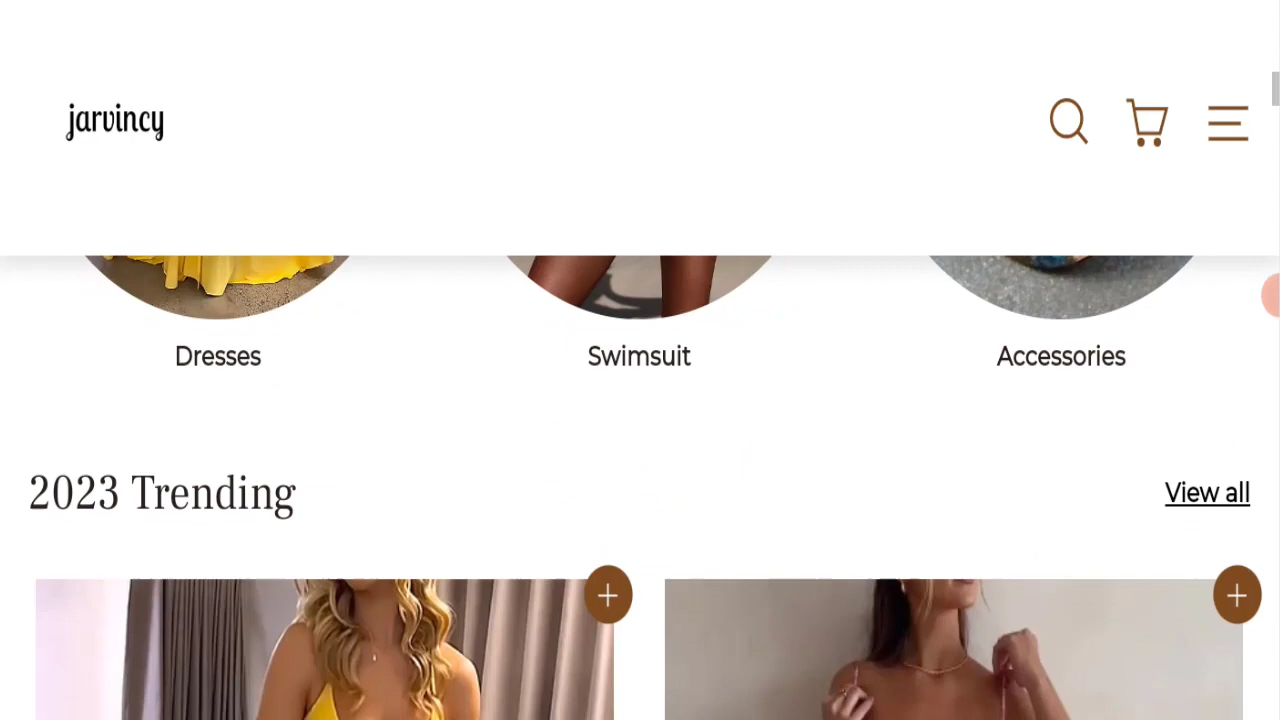 jarvincy
Dresses
Swimsuit
Accessories
2023 Trending
View all